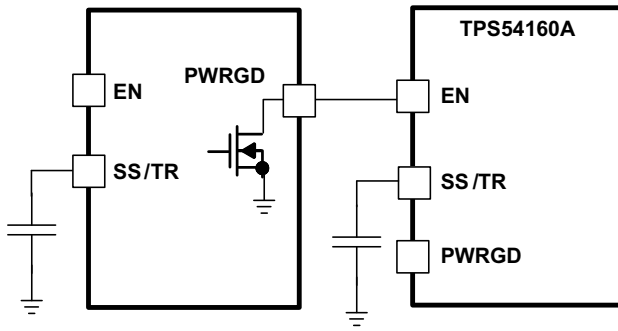 PWRGD
EN
SS/TR
TPS54160A
EN
SS/TR
PWRGD